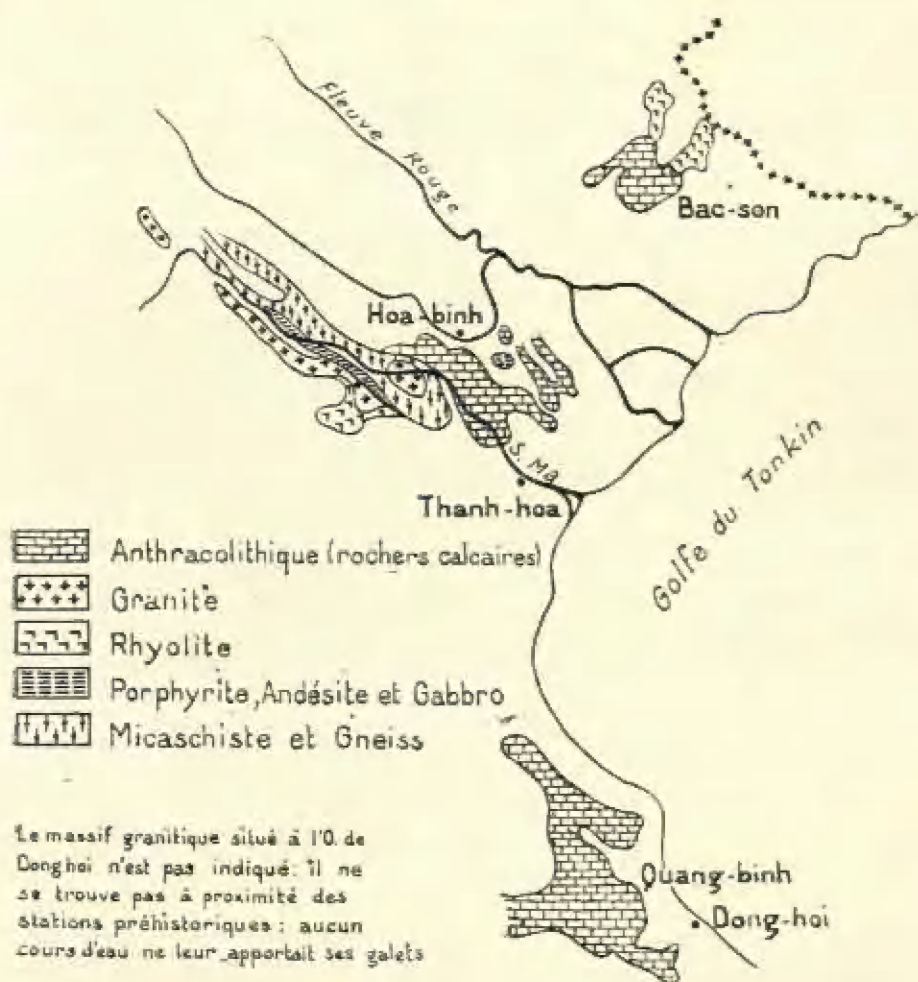 Fleuve Rouge
Bac-son
Hoa-binh
S. Ma
Thanh-hoa
Golfe du Tonkin
Anthracolithique (rochers calcaires)
Granite
Rhyolite
Porphyrite, Andésite et Gabbro
Micaschiste et Gneiss
Quang-binh
Dong-hoi
Le massif granitique situé à l'O. de
Donghoi n'est pas indiqué: il ne
se trouve pas à proximité des
stations préhistoriques : aucun
cours d'eau ne leur apportait ses galets